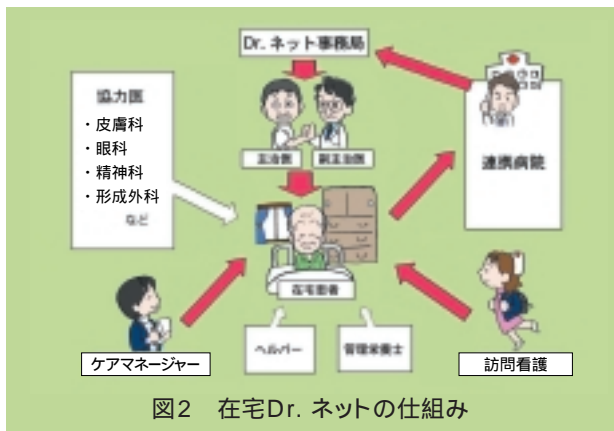 Dr.ネット事務局
協力医
・皮膚科
・眼科
・精神科
・形成外科
など
主治医
副主治医
連携病院
在宅患者
ケアマネージャー
ヘルパー
管理栄養士
訪問看護
図2 在宅Dr. ネットの仕組み